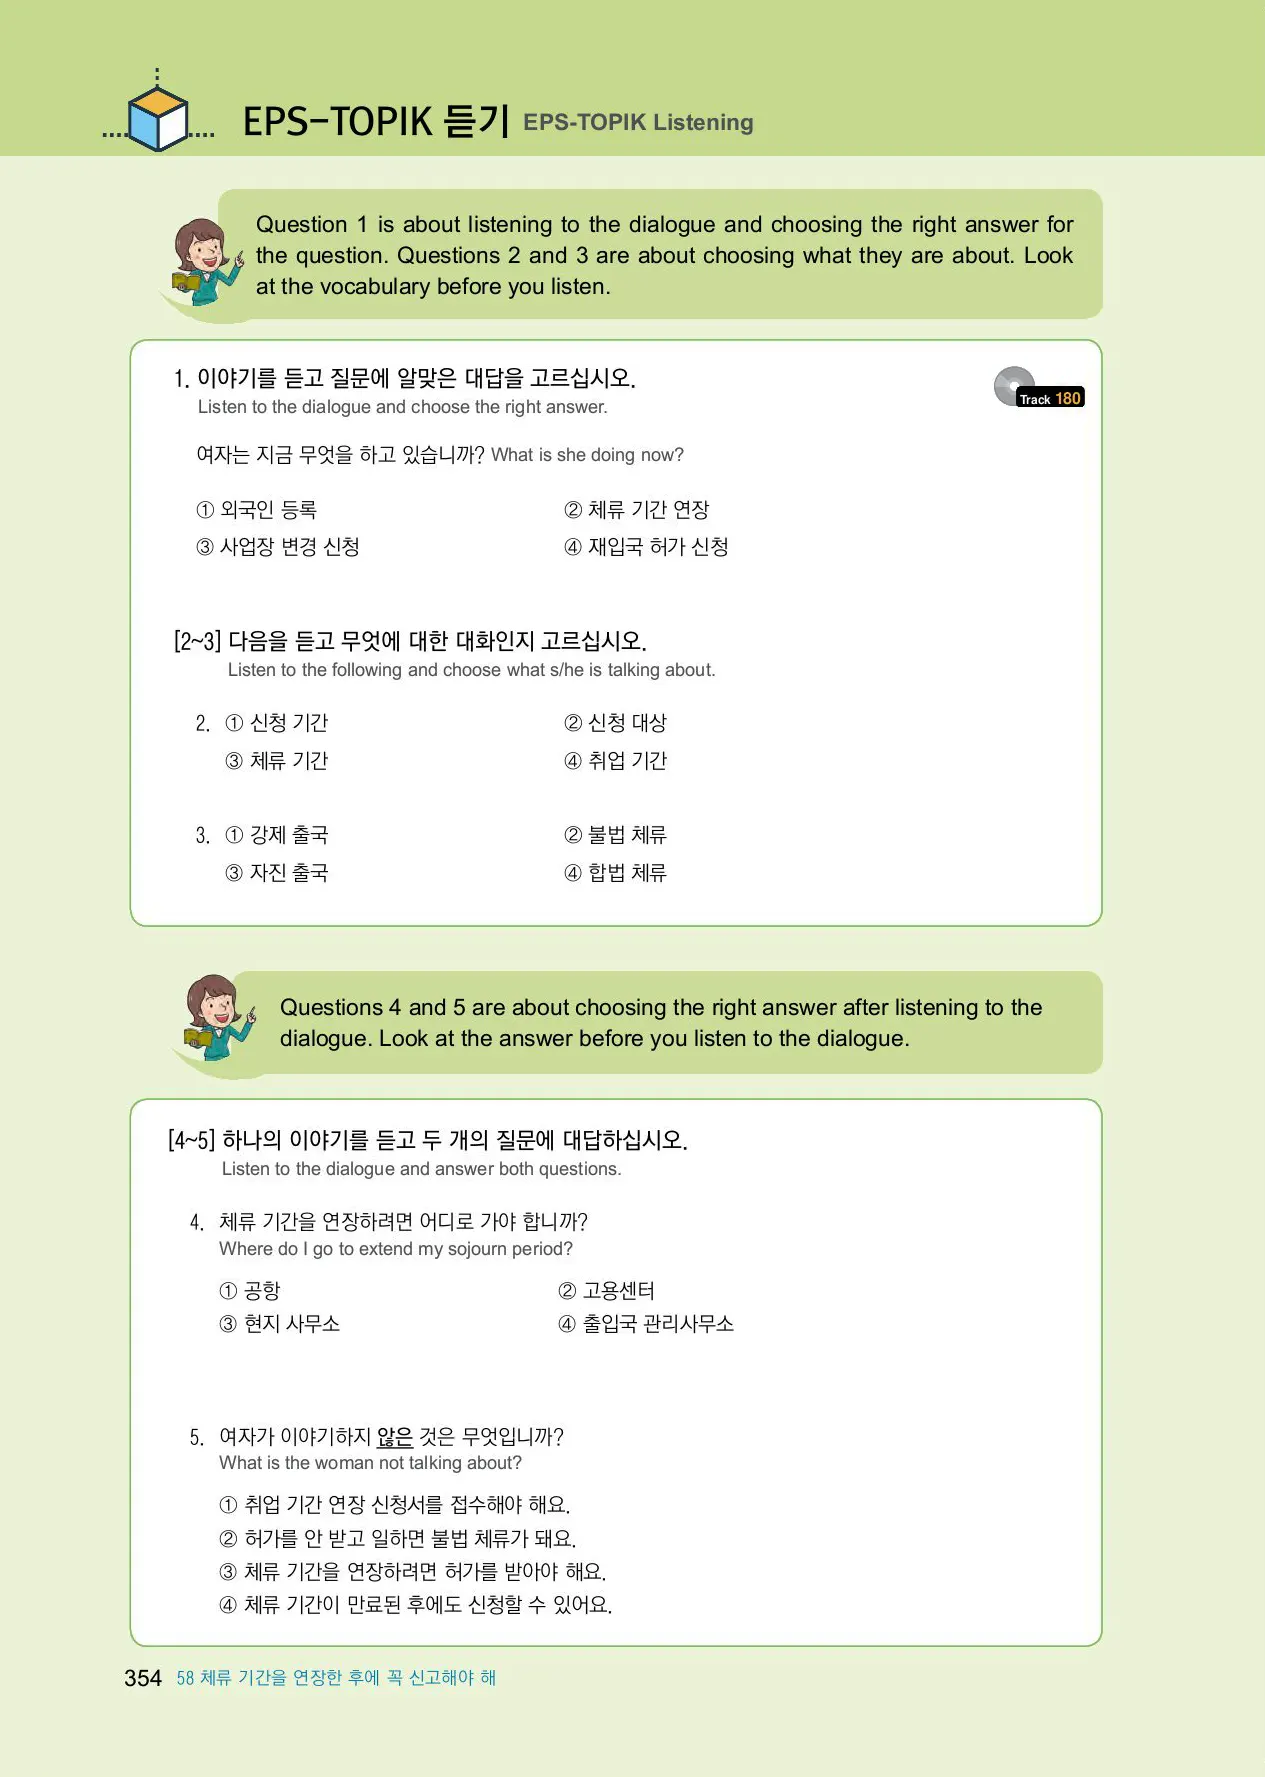 EPS-TOPIK 듣기 EPS-TOPIK Listening
Question 1 is about listening to the dialogue and choosing the right answer for
the question. Questions 2 and 3 are about choosing what they are about. Look
at the vocabulary before you listen.
1. 이야기를 듣고 질문에 알맞은 대답을 고르십시오.
Track 180
Listen to the dialogue and choose the right answer.
여자는 지금 무엇을 하고 있습니까? What is she doing now?
① 외국인 등록 ② 체류 기간 연장
③ 사업장 변경 신청 ④ 재입국 허가 신청
[2~3] 다음을 듣고 무엇에 대한 대화인지 고르십시오.
Listen to the following and choose what s/he is talking about.
2. ① 신청 기간 ② 신청 대상
③ 체류 기간 ④ 취업 기간
3. ① 강제 출국 ② 불법 체류
③ 자진 출국 ④ 합법 체류
Questions 4 and 5 are about choosing the right answer after listening to the
dialogue. Look at the answer before you listen to the dialogue.
[4~5] 하나의 이야기를 듣고 두 개의 질문에 대답하십시오.
Listen to the dialogue and answer both questions.
4. 체류 기간을 연장하려면 어디로 가야 합니까?
Where do I go to extend my sojourn period?
① 공항 ② 고용센터
③ 현지 사무소 ④ 출입국 관리사무소
5. 여자가 이야기하지 않은 것은 무엇입니까?
What is the woman not talking about?
① 취업 기간 연장 신청서를 접수해야 해요.
② 허가를 안 받고 일하면 불법 체류가 돼요.
③ 체류 기간을 연장하려면 허가를 받아야 해요.
④ 체류 기간이 만료된 후에도 신청할 수 있어요.
354 58 체류 기간을 연장한 후에 꼭 신고해야 해